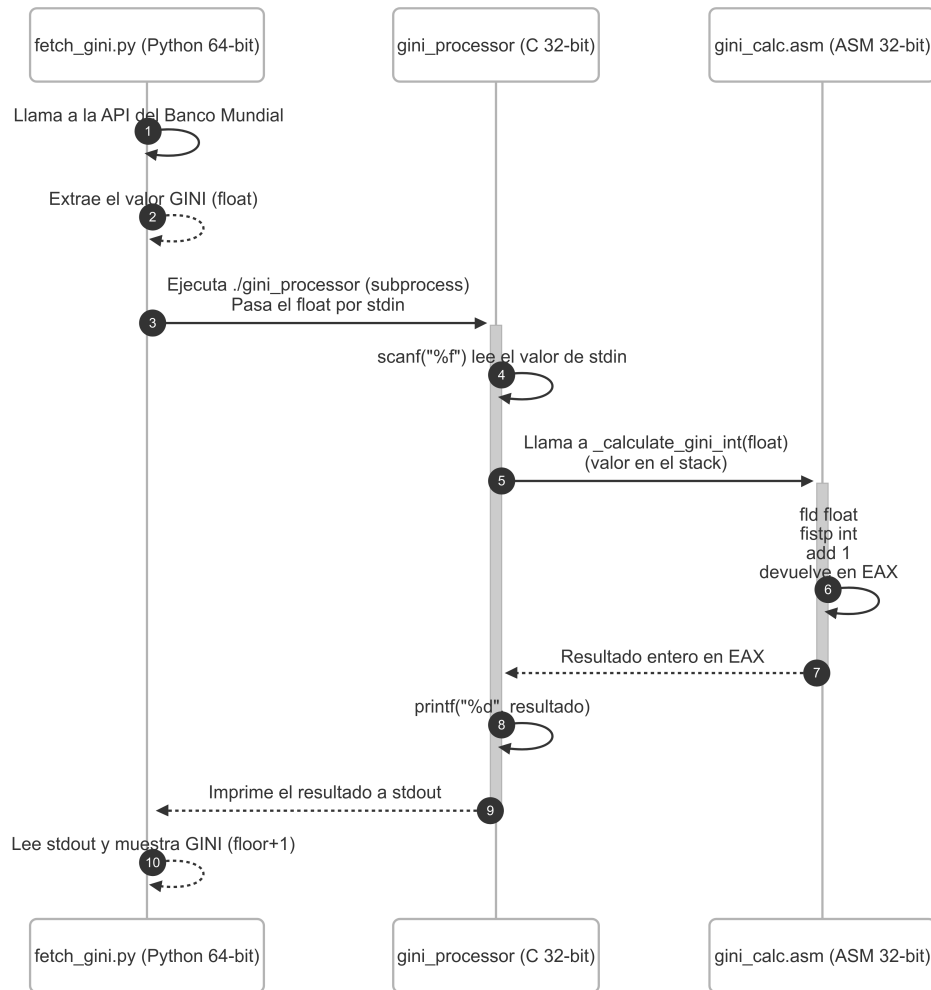 fetch_gini.py (Python 64-bit)
gini_processor (C 32-bit)
gini_calc.asm (ASM 32-bit)
Llama a la API del Banco Mundial
1
Extrae el valor GINI (float)
2
Ejecuta ./gini_processor (subprocess)
Pasa el float por stdin
3
scanf("%f") lee el valor de stdin
4
Llama a _calculate_gini_int(float)
(valor en el stack)
5
fld float
fistp int
add 1
devuelve en EAX
6
Resultado entero en EAX
7
printf("%d", resultado)
8
Imprime el resultado a stdout
9
Lee stdout y muestra GINI (floor+1)
10
fetch_gini.py (Python 64-bit)
gini_processor (C 32-bit)
gini_calc.asm (ASM 32-bit)